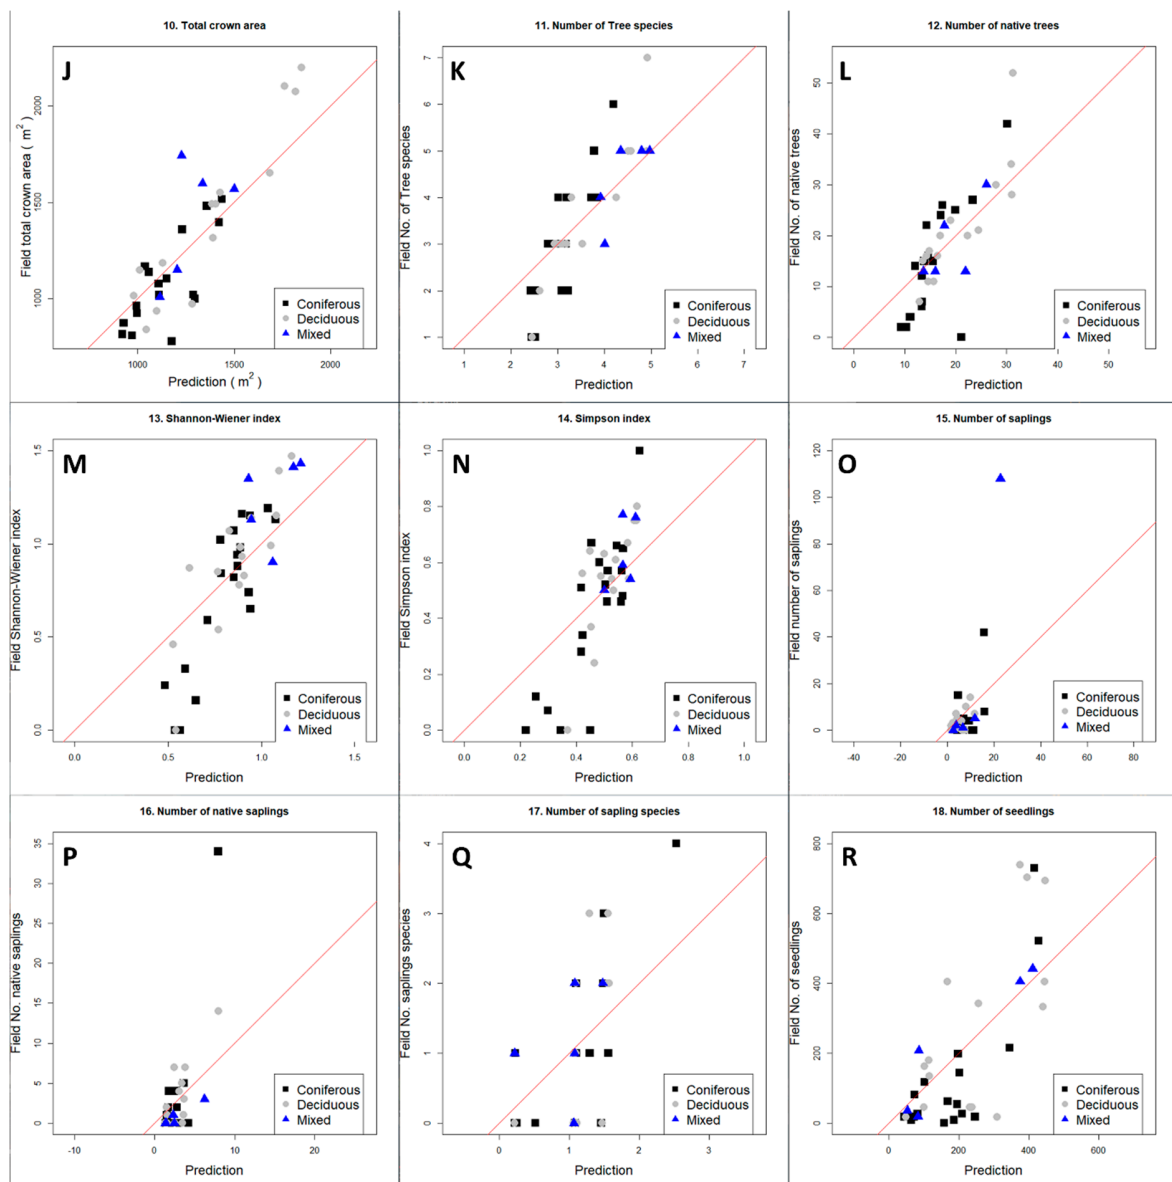 10. Total crown area
J
Field total crown area ( m2 )
2000
1500
1000
Coniferous
Deciduous
Mixed
1000 1500 2000
Prediction ( m2 )
11. Number of Tree species
K
Field No. of Tree species
7
6
5
4
3
2
1
Coniferous
Deciduous
Mixed
1 2 3 4 5 6 7
Prediction
12. Number of native trees
L
Field No. of native trees
50
40
30
20
10
0
Coniferous
Deciduous
Mixed
0 10 20 30 40 50
Prediction
13. Shannon-Wiener index
M
Field Shannon-Wiener index
1.5
1.0
0.5
0.0
Coniferous
Deciduous
Mixed
0.0 0.5 1.0 1.5
Prediction
14. Simpson index
N
Field Simpson index
1.0
0.8
0.6
0.4
0.2
0.0
Coniferous
Deciduous
Mixed
0.0 0.2 0.4 0.6 0.8 1.0
Prediction
15. Number of saplings
O
Field number of saplings
120
100
80
60
40
20
0
Coniferous
Deciduous
Mixed
-40 -20 0 20 40 60 80
Prediction
16. Number of native saplings
P
Field No. native saplings
35
30
25
20
15
10
5
0
Coniferous
Deciduous
Mixed
-10 0 10 20
Prediction
17. Number of sapling species
Q
Feild No. saplings species
4
3
2
1
0
Coniferous
Deciduous
Mixed
0 1 2 3
Prediction
18. Number of seedlings
R
Field No. of seedlings
800
600
400
200
0
Coniferous
Deciduous
Mixed
0 200 400 600
Prediction